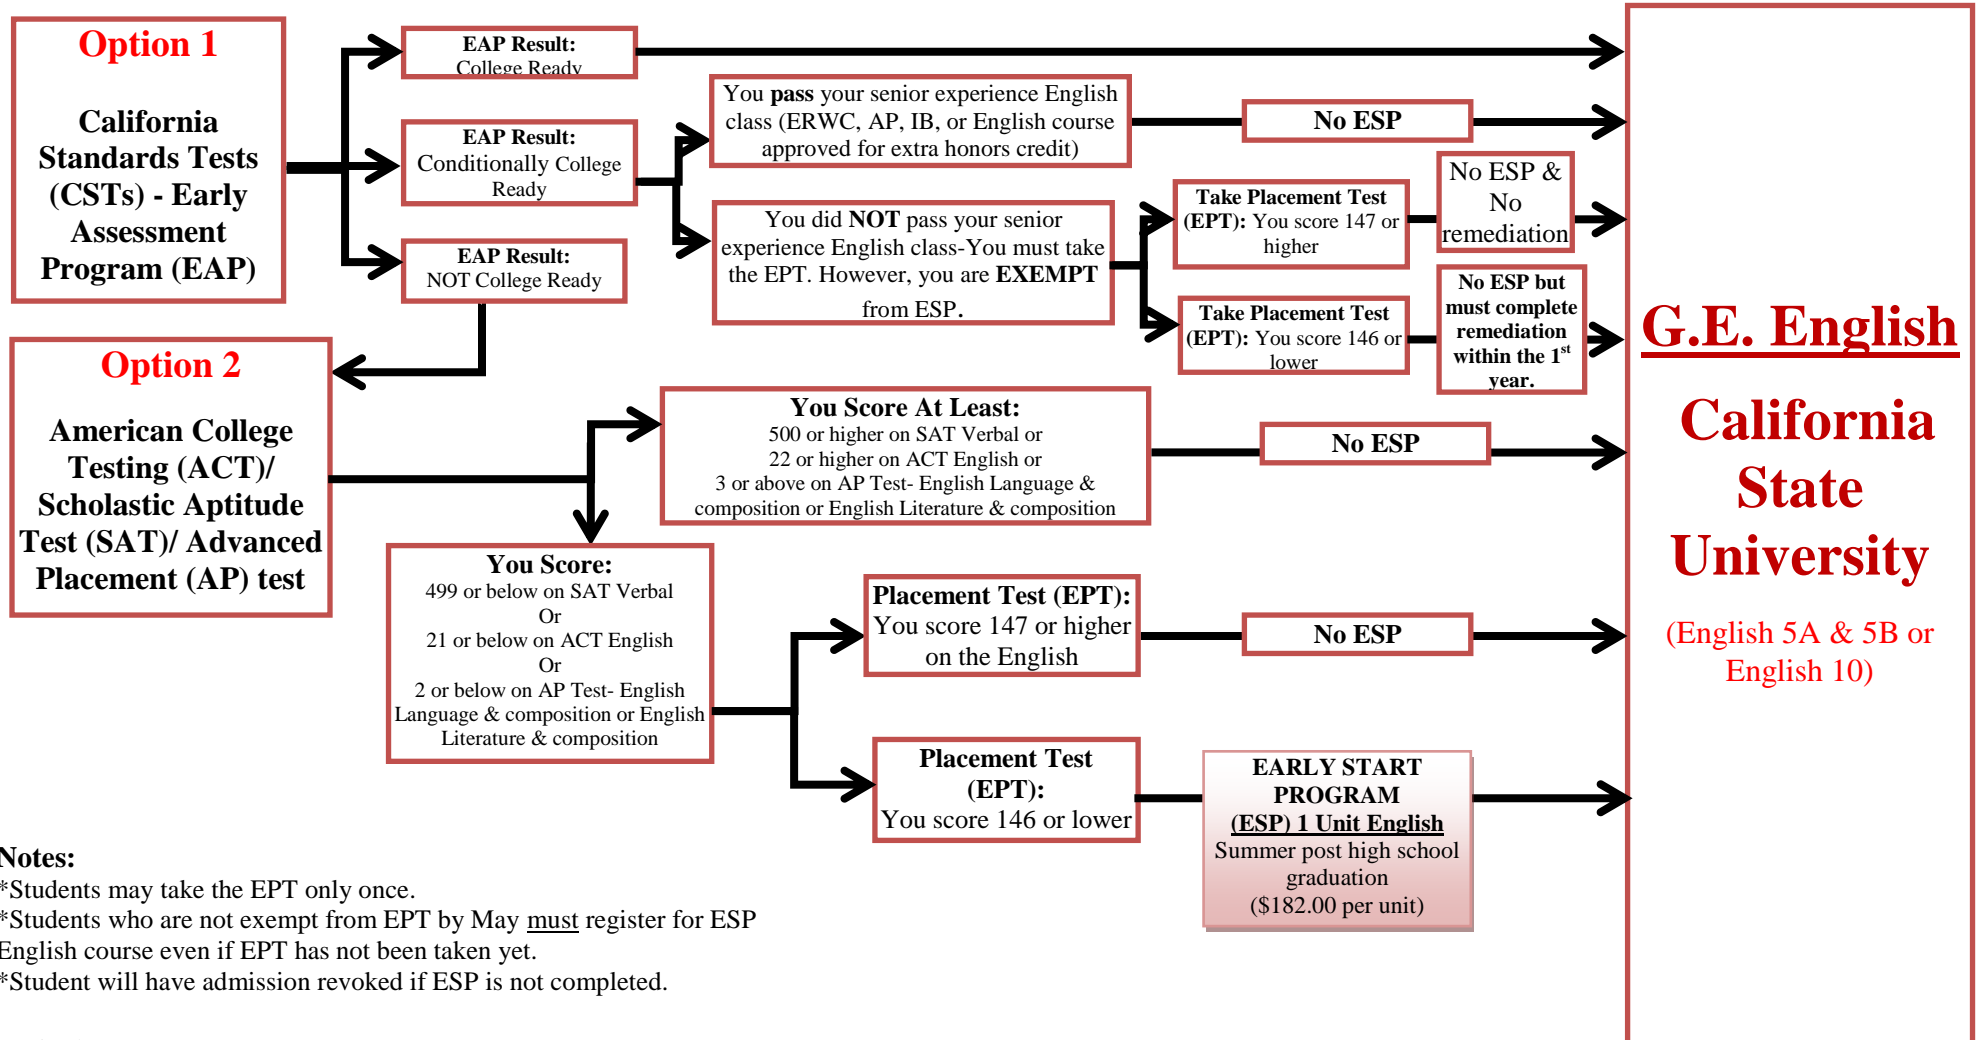 Option 1
California
Standards Tests
(CSTs) - Early
Assessment
Program (EAP)
EAP Result:
College Ready
EAP Result:
Conditionally College
Ready
EAP Result:
NOT College Ready
You pass your senior experience English
class (ERWC, AP, IB, or English course
approved for extra honors credit)
No ESP
You did NOT pass your senior
experience English class-You must take
the EPT. However, you are EXEMPT
from ESP.
Take Placement Test
(EPT): You score 147 or
higher
No ESP &
No
remediation
Take Placement Test
(EPT): You score 146 or
lower
No ESP but
must complete
remediation
within the 1st
year.
Option 2
American College
Testing (ACT)/
Scholastic Aptitude
Test (SAT)/ Advanced
Placement (AP) test
You Score At Least:
500 or higher on SAT Verbal or
22 or higher on ACT English or
3 or above on AP Test- English Language &
composition or English Literature & composition
No ESP
You Score:
499 or below on SAT Verbal
Or
21 or below on ACT English
Or
2 or below on AP Test- English
Language & composition or English
Literature & composition
Placement Test (EPT):
You score 147 or higher
on the English
No ESP
Placement Test
(EPT):
You score 146 or lower
EARLY START
PROGRAM
(ESP) 1 Unit English
Summer post high school
graduation
($182.00 per unit)
G.E. English
California
State
University
(English 5A & 5B or
English 10)
Notes:
*Students may take the EPT only once.
*Students who are not exempt from EPT by May must register for ESP
English course even if EPT has not been taken yet.
*Student will have admission revoked if ESP is not completed.